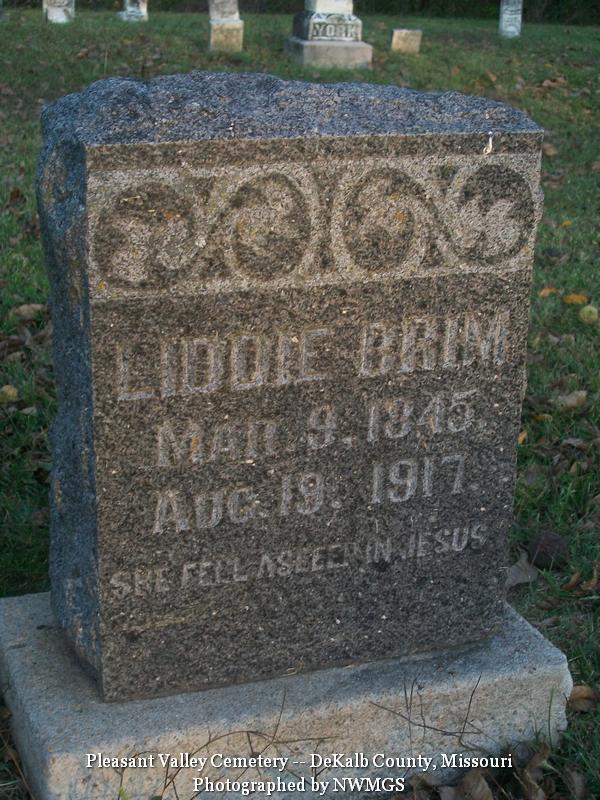 YORK
LIDDIE BRIM
MAR. 9. 1845.
AUG. 19. 1917.
SHE FELL ASLEEP IN JESUS
Pleasant Valley Cemetery -- DeKalb County, Missouri
Photographed by NWMGS